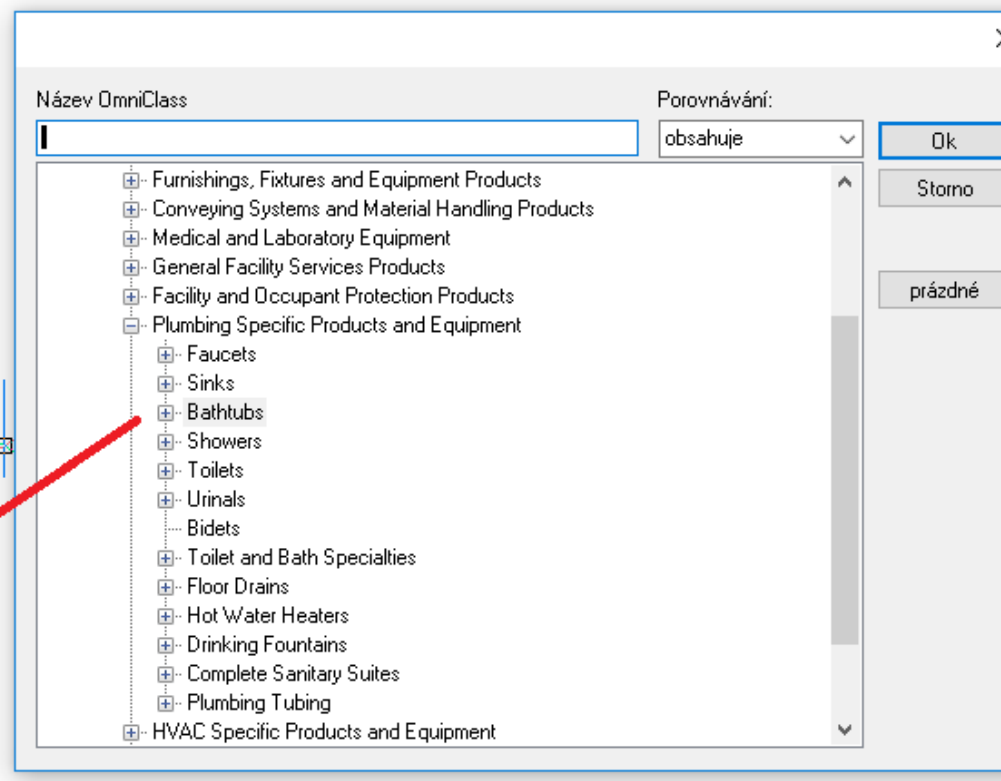 Název OmniClass
Porovnávání:
obsahuje
Ok
Furnishings, Fixtures and Equipment Products
Storno
Conveying Systems and Material Handling Products
Medical and Laboratory Equipment
General Facility Services Products
prázdné
Facility and Occupant Protection Products
Plumbing Specific Products and Equipment
Faucets
Sinks
Bathtubs
Showers
Toilets
Urinals
Bidets
Toilet and Bath Specialties
Floor Drains
Hot Water Heaters
Drinking Fountains
Complete Sanitary Suites
Plumbing Tubing
HVAC Specific Products and Equipment